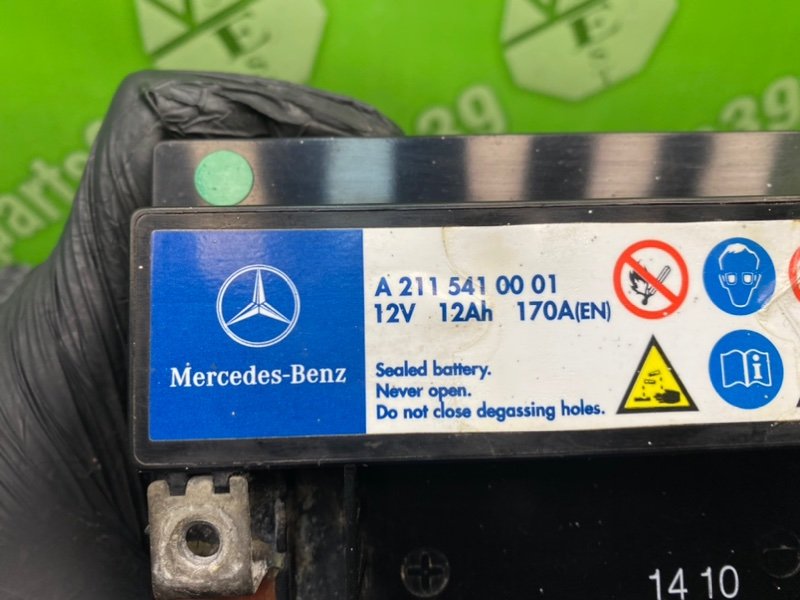 A 211 541 00 01
12V 12Ah 170A(EN)
Mercedes-Benz
Sealed battery.
Never open.
Do not close degassing holes.
14 10